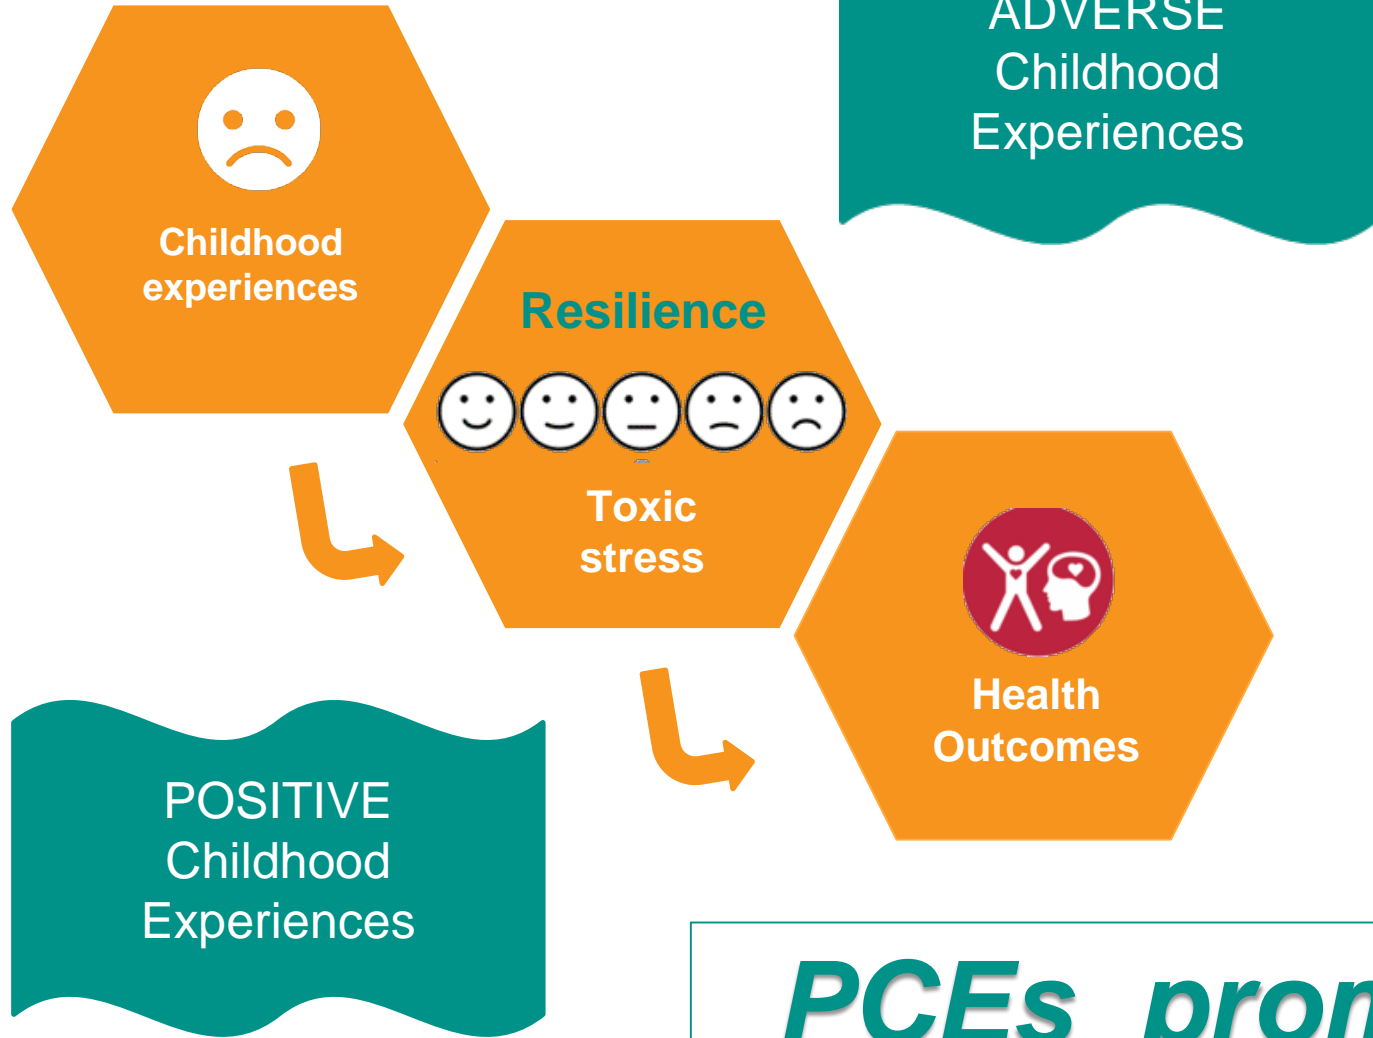 ADVERSE
Childhood
Experiences
Childhood
experiences
Resilience
Toxic
stress
Health
Outcomes
POSITIVE
Childhood
Experiences
PCEs